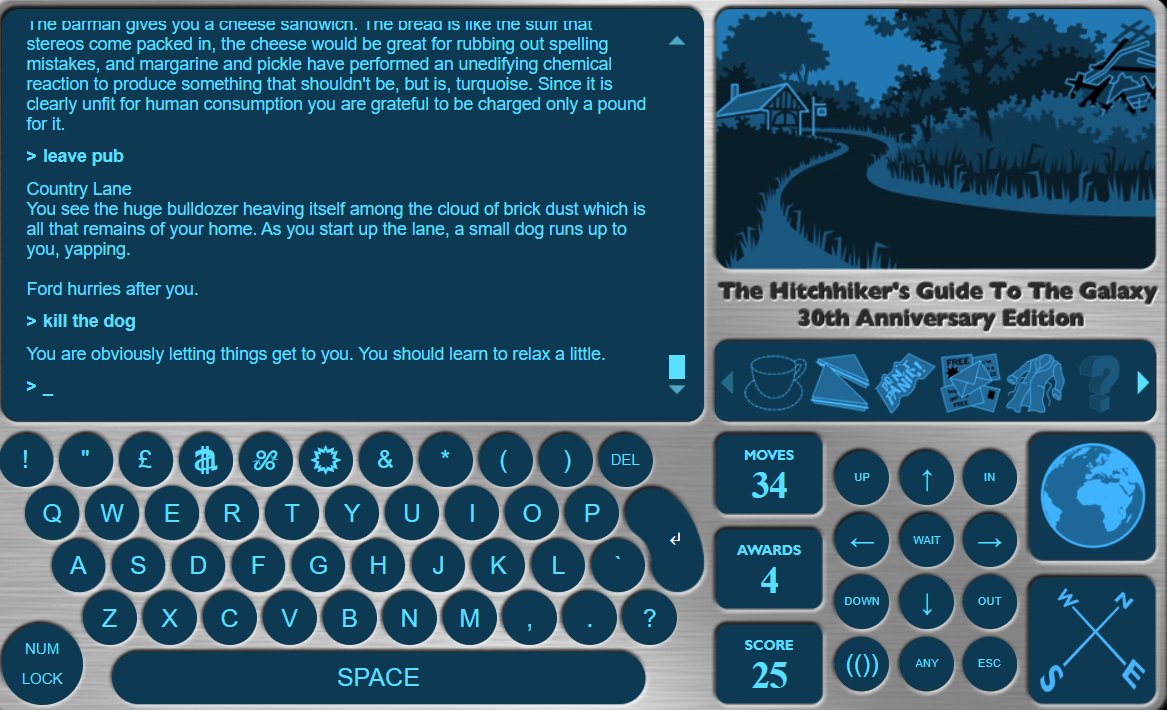 The barman gives you a cheese sandwich. The bread is like the stuff that
stereos come packed in, the cheese would be great for rubbing out spelling
mistakes, and margarine and pickle have performed an unedifying chemical
reaction to produce something that shouldn't be, but is, turquoise. Since it is
clearly unfit for human consumption you are grateful to be charged only a pound
for it.
> leave pub
Country Lane
You see the huge bulldozer heaving itself among the cloud of brick dust which is
all that remains of your home. As you start up the lane, a small dog runs up to
you, yapping.
Ford hurries after you.
> kill the dog
You are obviously letting things get to you. You should learn to relax a little.
> _
The Hitchhiker's Guide To The Galaxy
30th Anniversary Edition
DON'T
PANIC!
FREE
FREE
?
! " £ & * ( ) DEL
Q W E R T Y U I O P
A S D F G H J K L `
Z X C V B N M , . ?
NUM
LOCK
SPACE
MOVES
34
AWARDS
4
SCORE
25
UP ↑ IN
← WAIT →
DOWN ↓ OUT
(()) ANY ESC
W N
S E